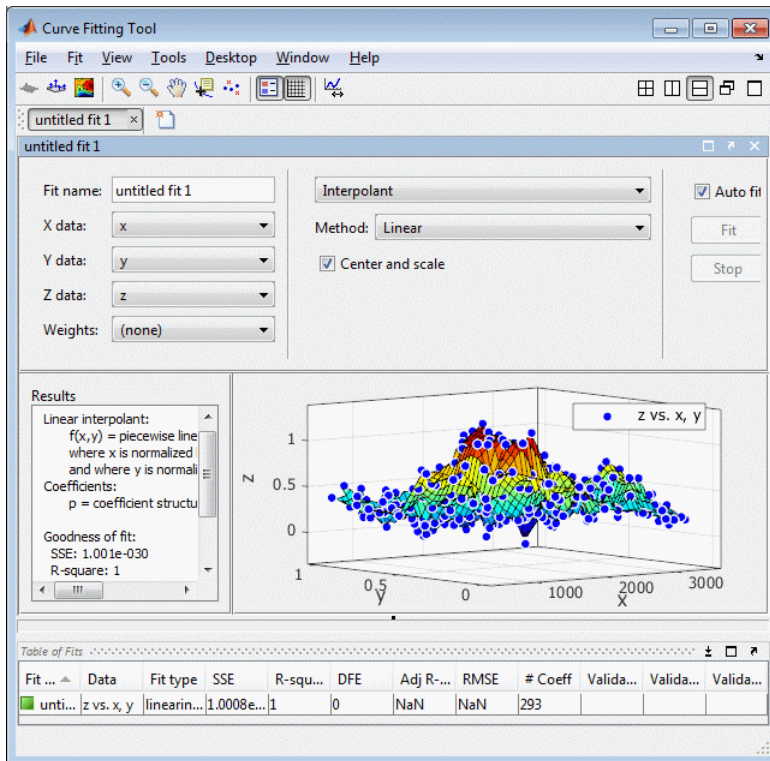 Curve Fitting Tool
File Fit View Tools Desktop Window Help
untitled fit 1
untitled fit 1
Fit name: untitled fit 1
X data: x
Y data: y
Z data: z
Weights: (none)
Interpolant
Method: Linear
Center and scale
Auto fit
Fit
Stop
Results
Linear interpolant:
f(x,y) = piecewise line
where x is normalized
and where y is normali
Coefficients:
p = coefficient structu
Goodness of fit:
SSE: 1.001e-030
R-square: 1
z vs. x, y
z
1
0.5
0
1
0.5
0
y
1000
2000
3000
x
Table of Fits
Fit ... Data Fit type SSE R-squ... DFE Adj R-... RMSE # Coeff Valida... Valida... Valida...
unti... z vs. x, y linearin... 1.0008e... 1 0 NaN NaN 293